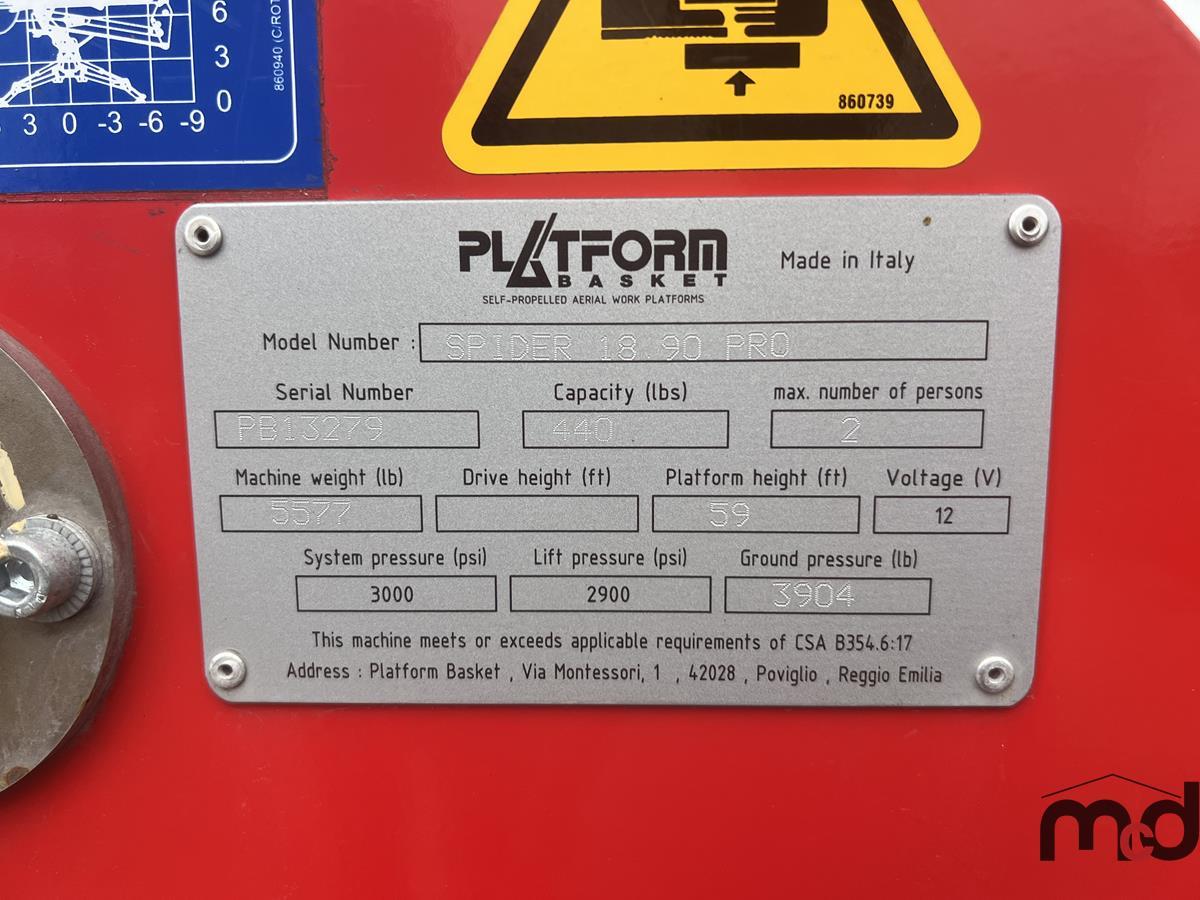 6
3
0
3 0 -3 -6 -9
860940 (C/ROT
860739
PLATFORM
BASKET
SELF-PROPELLED AERIAL WORK PLATFORMS
Made in Italy
Model Number : SPIDER 18.90 PRO
Serial Number Capacity (lbs) max. number of persons
PB13279 440 2
Machine weight (lb) Drive height (ft) Platform height (ft) Voltage (V)
5577 59 12
System pressure (psi) Lift pressure (psi) Ground pressure (lb)
3000 2900 3904
This machine meets or exceeds applicable requirements of CSA B354.6:17
Address : Platform Basket , Via Montessori, 1 , 42028 , Poviglio , Reggio Emilia
mcd